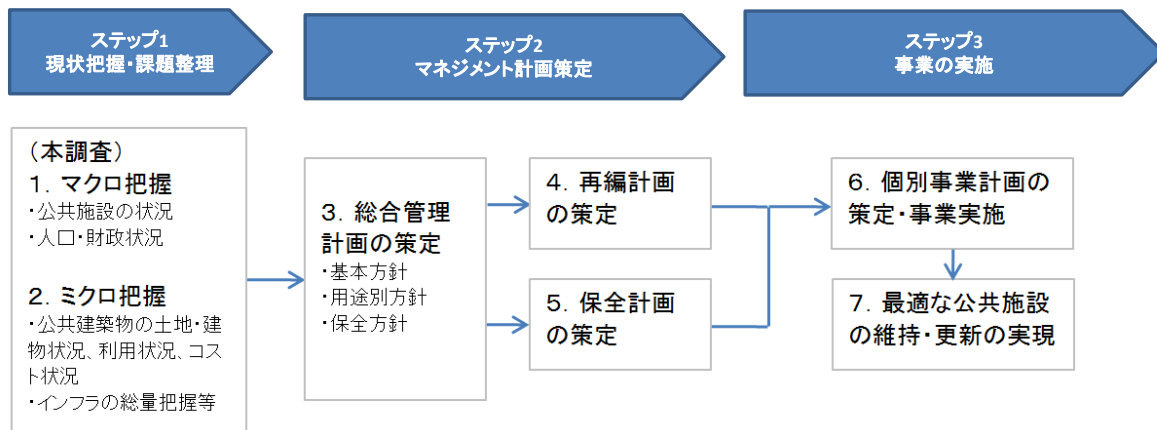 ステップ1
現状把握・課題整理
ステップ2
マネジメント計画策定
ステップ3
事業の実施
（本調査）
1．マクロ把握
・公共施設の状況
・人口・財政状況
2．ミクロ把握
・公共建築物の土地・建
物状況、利用状況、コス
ト状況
・インフラの総量把握等
3．総合管理
計画の策定
・基本方針
・用途別方針
・保全方針
4．再編計画
の策定
5．保全計画
の策定
6．個別事業計画の
策定・事業実施
7．最適な公共施設
の維持・更新の実現